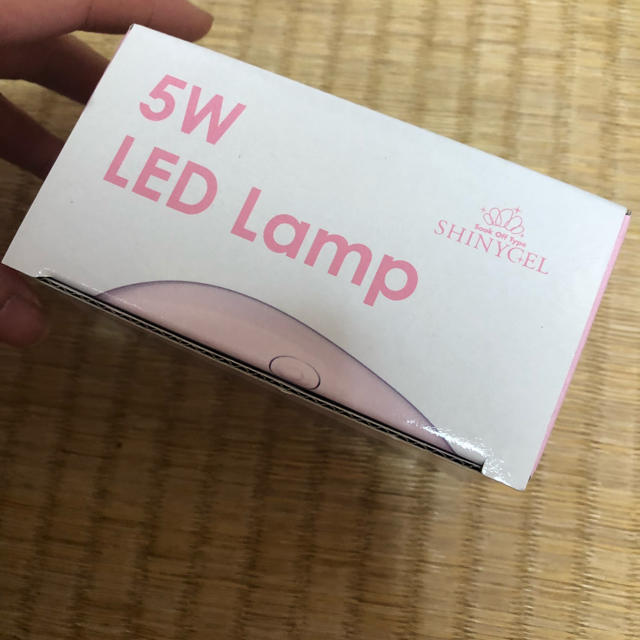 5W
LED Lamp
Soak Off Type
SHINYGEL